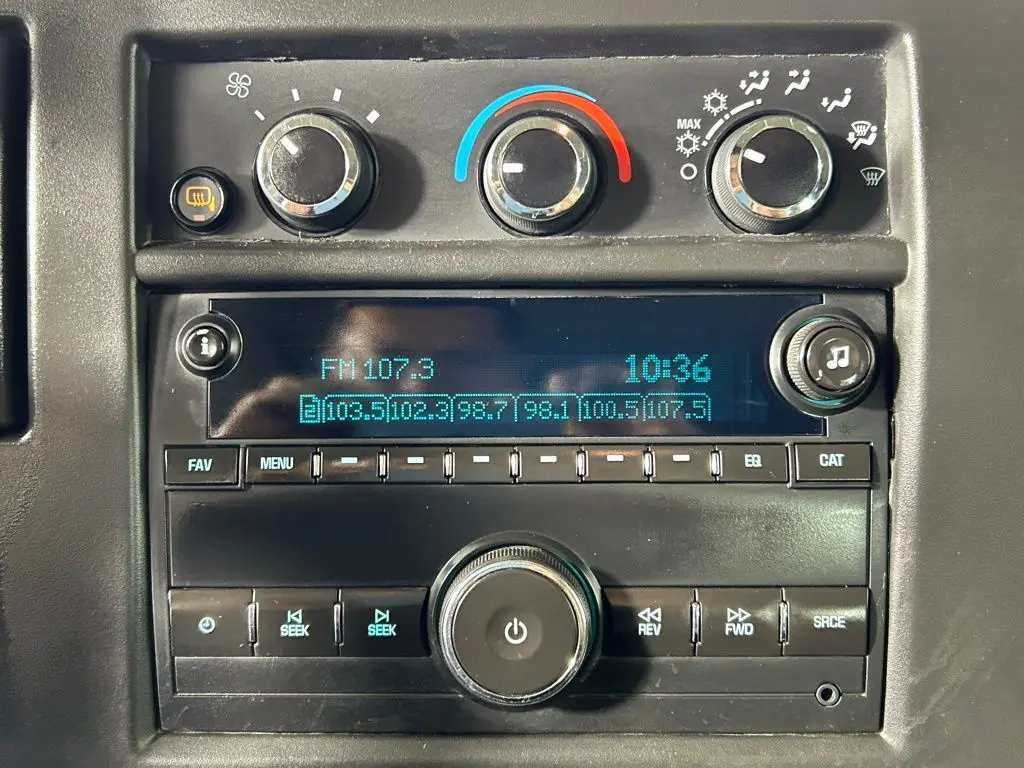 MAX
FM 107.3 10:36
2 103.5 102.3 98.7 98.1 100.5 107.5
FAV MENU EQ CAT
SEEK SEEK REV FWD SRCE